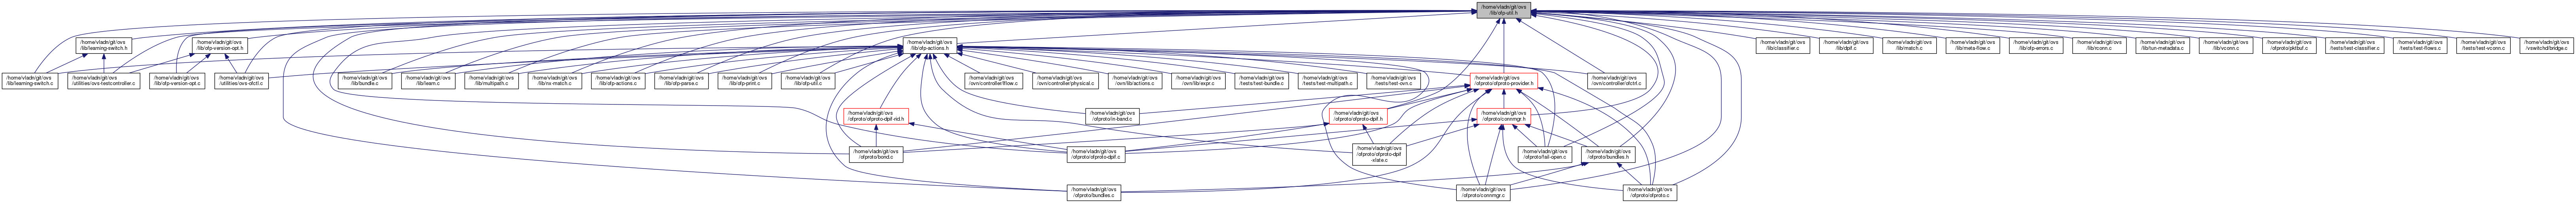 /home/vladn/git/ovs
/lib/ofp-util.h
/home/vladn/git/ovs
/lib/learning-switch.h
/home/vladn/git/ovs
/lib/ofp-version-opt.h
/home/vladn/git/ovs
/lib/ofp-actions.h
/home/vladn/git/ovs
/lib/classifier.c
/home/vladn/git/ovs
/lib/dpif.c
/home/vladn/git/ovs
/lib/match.c
/home/vladn/git/ovs
/lib/meta-flow.c
/home/vladn/git/ovs
/lib/ofp-errors.c
/home/vladn/git/ovs
/lib/rconn.c
/home/vladn/git/ovs
/lib/tun-metadata.c
/home/vladn/git/ovs
/lib/vconn.c
/home/vladn/git/ovs
/ofproto/pktbuf.c
/home/vladn/git/ovs
/tests/test-classifier.c
/home/vladn/git/ovs
/tests/test-flows.c
/home/vladn/git/ovs
/tests/test-vconn.c
/home/vladn/git/ovs
/vswitchd/bridge.c
/home/vladn/git/ovs
/lib/learning-switch.c
/home/vladn/git/ovs
/utilities/ovs-testcontroller.c
/home/vladn/git/ovs
/lib/ofp-version-opt.c
/home/vladn/git/ovs
/utilities/ovs-ofctl.c
/home/vladn/git/ovs
/lib/bundle.c
/home/vladn/git/ovs
/lib/learn.c
/home/vladn/git/ovs
/lib/multipath.c
/home/vladn/git/ovs
/lib/nx-match.c
/home/vladn/git/ovs
/lib/ofp-actions.c
/home/vladn/git/ovs
/lib/ofp-parse.c
/home/vladn/git/ovs
/lib/ofp-print.c
/home/vladn/git/ovs
/lib/ofp-util.c
/home/vladn/git/ovs
/ovn/controller/lflow.c
/home/vladn/git/ovs
/ovn/controller/physical.c
/home/vladn/git/ovs
/ovn/lib/actions.c
/home/vladn/git/ovs
/ovn/lib/expr.c
/home/vladn/git/ovs
/tests/test-bundle.c
/home/vladn/git/ovs
/tests/test-multipath.c
/home/vladn/git/ovs
/tests/test-ovn.c
/home/vladn/git/ovs
/ofproto/ofproto-provider.h
/home/vladn/git/ovs
/ovn/controller/ofctrl.c
/home/vladn/git/ovs
/ofproto/ofproto-dpif-rid.h
/home/vladn/git/ovs
/ofproto/in-band.c
/home/vladn/git/ovs
/ofproto/ofproto-dpif.h
/home/vladn/git/ovs
/ofproto/connmgr.h
/home/vladn/git/ovs
/ofproto/bond.c
/home/vladn/git/ovs
/ofproto/ofproto-dpif.c
/home/vladn/git/ovs
/ofproto/ofproto-dpif
-xlate.c
/home/vladn/git/ovs
/ofproto/fail-open.c
/home/vladn/git/ovs
/ofproto/bundles.h
/home/vladn/git/ovs
/ofproto/bundles.c
/home/vladn/git/ovs
/ofproto/connmgr.c
/home/vladn/git/ovs
/ofproto/ofproto.c